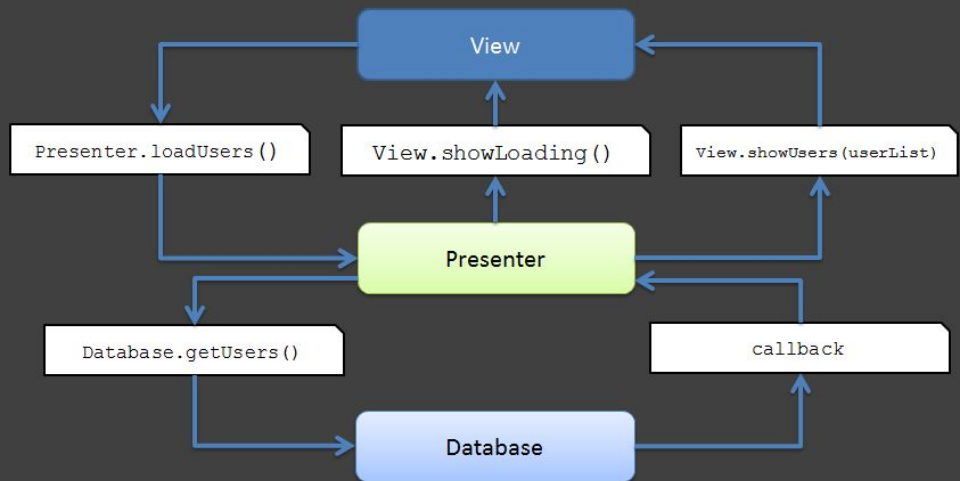 View
Presenter.loadUsers()
View.showLoading()
View.showUsers(userList)
Presenter
Database.getUsers()
callback
Database